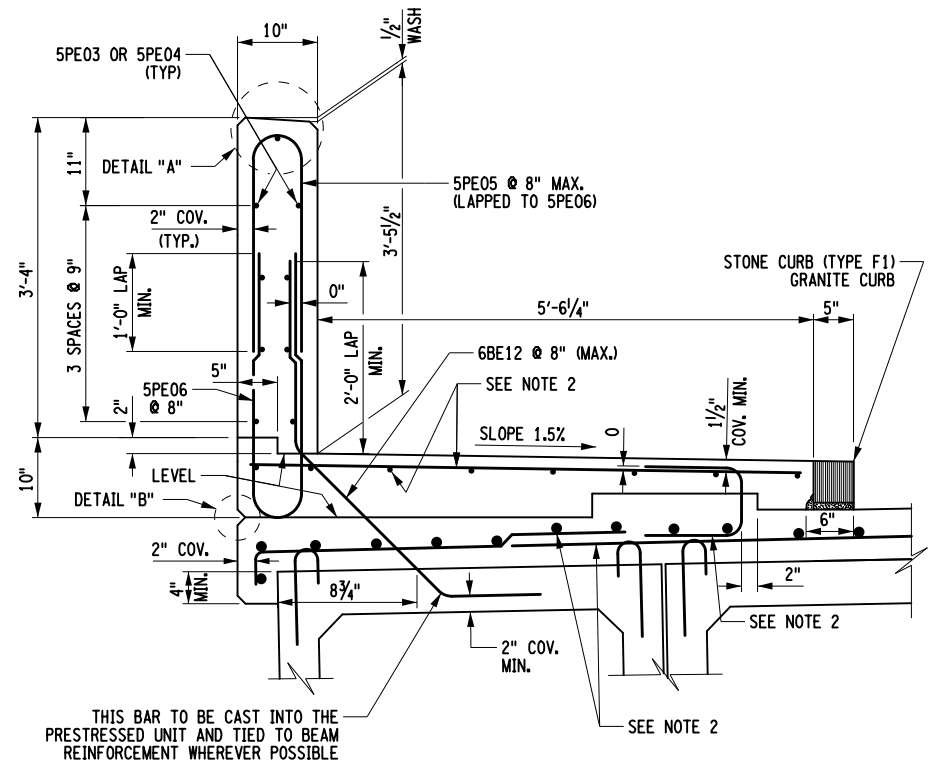 10"
1/2"
WASH
5PE03 OR 5PE04
(TYP)
DETAIL "A"
11"
5PE05 @ 8" MAX.
(LAPPED TO 5PE06)
2" COV.
(TYP.)
3'-5 1/2"
3'-4"
3 SPACES @ 9"
1'-0" LAP
MIN.
0"
STONE CURB (TYPE F1)
GRANITE CURB
5'-6 1/4"
5"
2'-0" LAP
MIN.
6BE12 @ 8" (MAX.)
5"
SEE NOTE 2
5PE06
@ 8"
2"
1 1/2"
COV. MIN.
0
SLOPE 1.5%
10"
LEVEL
DETAIL "B"
6"
2" COV.
4"
MIN.
8 3/4"
2"
SEE NOTE 2
2" COV.
MIN.
THIS BAR TO BE CAST INTO THE
PRESTRESSED UNIT AND TIED TO BEAM
REINFORCEMENT WHEREVER POSSIBLE
SEE NOTE 2